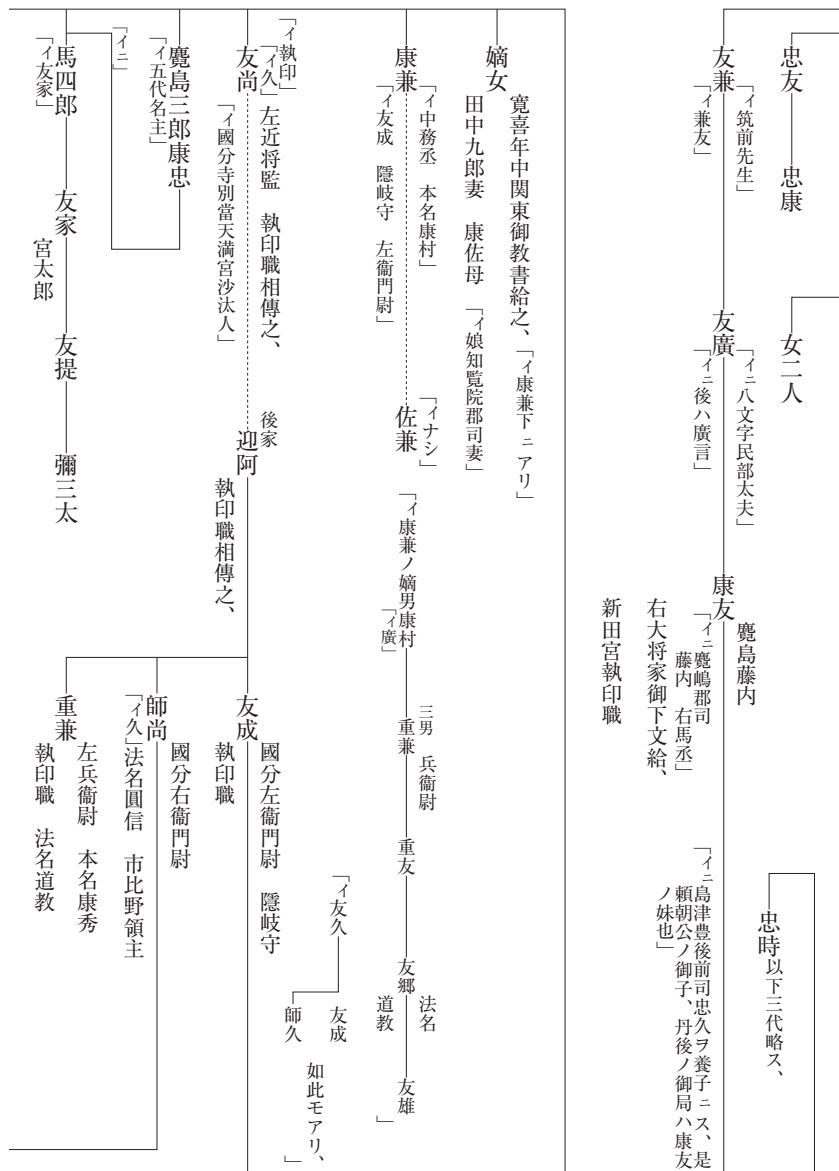 忠友
忠康
女二人
忠時以下三代略ス、
「イ筑前先生」
友兼
「イ兼友」
「イニ八文字民部太夫」
友廣
「イニ後ハ廣言」
麑島藤内
康友
「イニ麑嶋郡司
藤内 右馬丞」
右大将家御下文給、
新田宮執印職
「イニ島津豊後前司忠久ヲ養子ニス、是
頼朝公ノ御子、丹後ノ御局ハ康友
ノ妹也」
嫡女
寛喜年中関東御教書給之、「イ康兼下ニアリ」
田中九郎妻 康佐母 「イ娘知覧院郡司妻」
「イ中務丞 本名康村」
康兼
「イ友成 隱岐守 左衞門尉」
「イナシ」
佐兼
「イ康兼ノ嫡男康村
「イ廣」
三男 兵衞尉
重兼
重友
法名
友郷
道教
友雄
」
「イ友久
友成
師久
如此モアリ、
」
「イ執印」
「イ久」左近将監 執印職相傳之、
友尚
「イ國分寺別當天満宮沙汰人」
後家
迎阿
執印職相傳之、
國分左衞門尉 隱岐守
友成
執印職
國分右衞門尉
師尚
「イ久」法名圓信 市比野領主
左兵衞尉 本名康秀
重兼
執印職 法名道教
麑島三郎康忠
「イ五代名主」
「イニ」
馬四郎
「イ友家」
友家
宮太郎
友提
彌三太